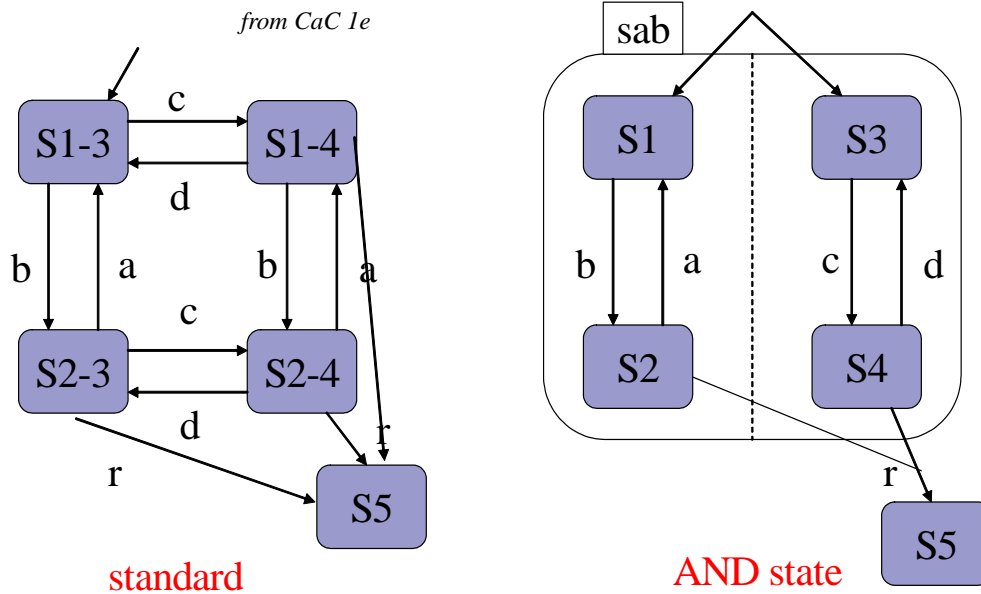 from CaC 1e
sab
c
S1-3
S1-4
d
b
a
b
a
c
S2-3
S2-4
d
r
r
S5
standard
S1
S3
b
a
c
d
S2
S4
r
S5
AND state